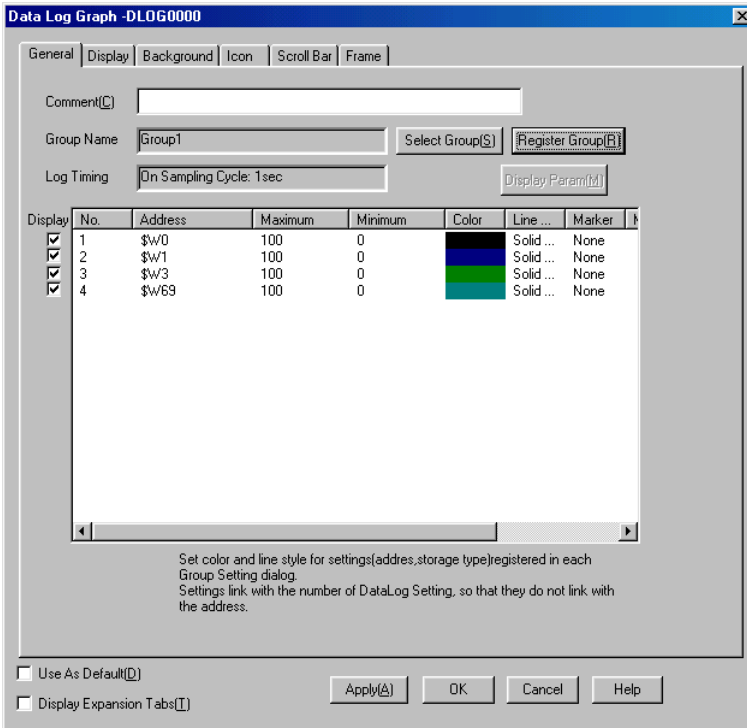 Data Log Graph -DLOG0000
General Display Background Icon Scroll Bar Frame
Comment(C)
Group Name Group1 Select Group(S) Register Group(R)
Log Timing On Sampling Cycle: 1sec Display Param(M)
Display No. Address Maximum Minimum Color Line ... Marker
1 $W0 100 0 Solid ... None
2 $W1 100 0 Solid ... None
3 $W3 100 0 Solid ... None
4 $W69 100 0 Solid ... None
Set color and line style for settings(addres,storage type)registered in each
Group Setting dialog.
Settings link with the number of DataLog Setting, so that they do not link with
the address.
Use As Default(D)
Apply(A) OK Cancel Help
Display Expansion Tabs(T)